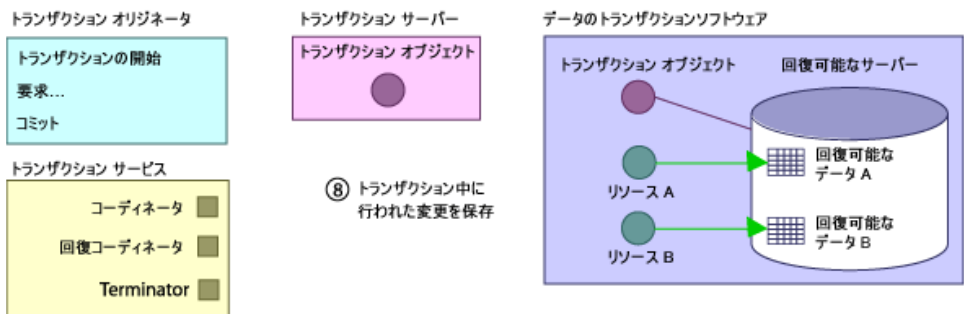 トランザクション オリジネータ
トランザクションの開始
要求...
コミット
トランザクション サービス
コーディネータ
回復コーディネータ
Terminator
トランザクション サーバー
トランザクション オブジェクト
⑧ トランザクション中に
行われた変更を保存
データのトランザクションソフトウェア
トランザクション オブジェクト
回復可能なサーバー
リソース A
回復可能な
データ A
リソース B
回復可能な
データ B